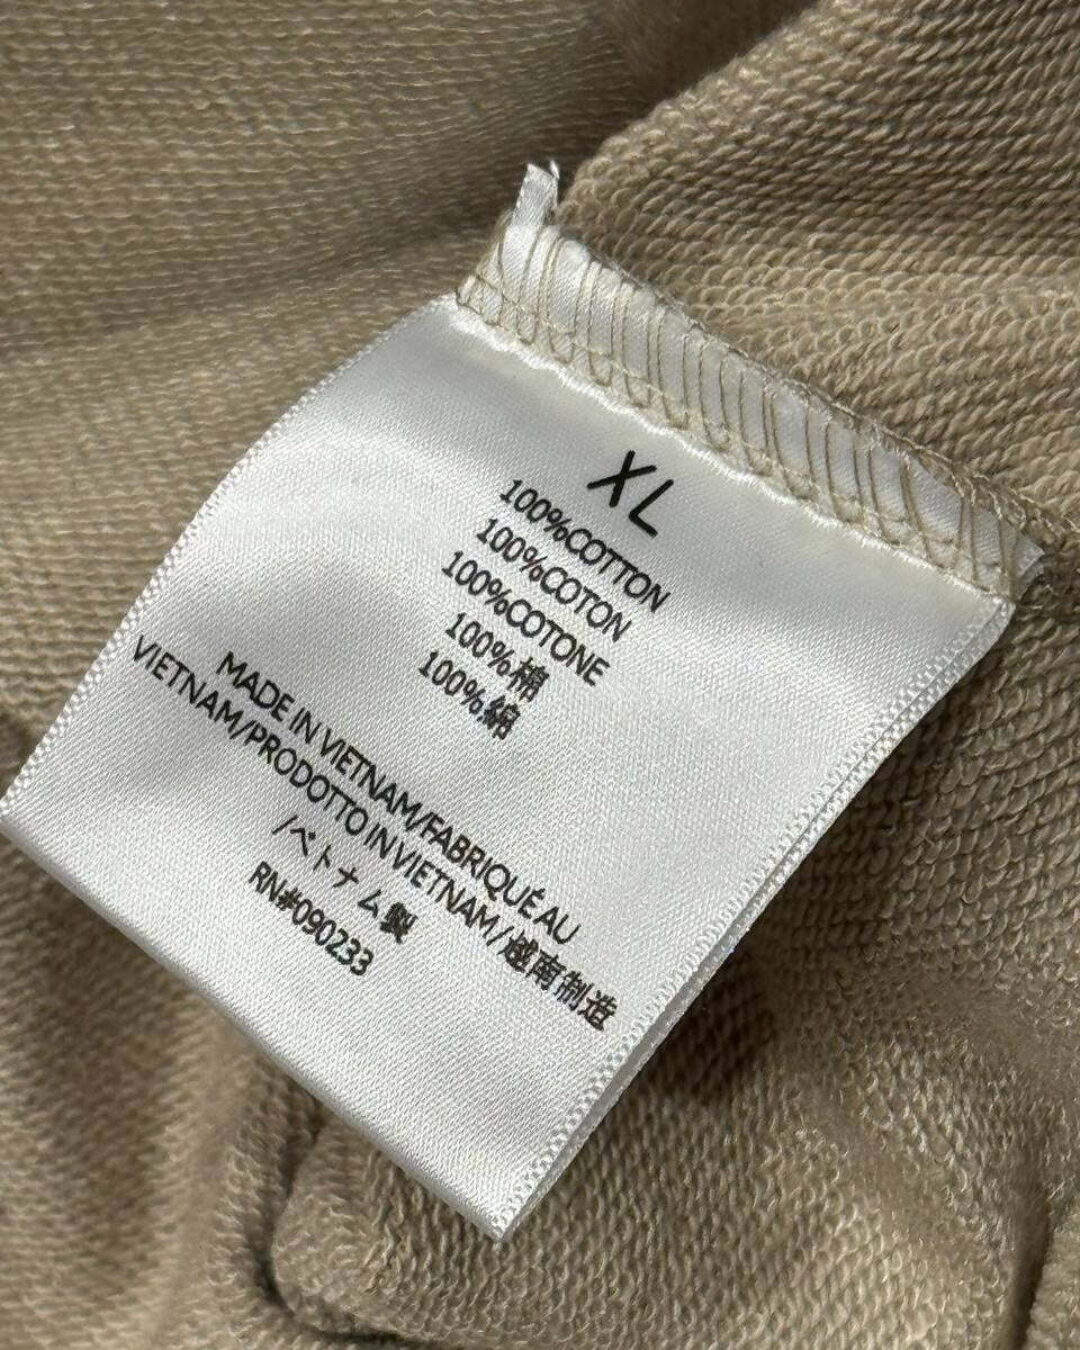 XL
100%COTTON
100%COTON
100%COTONE
100%棉
100%綿
MADE IN VIETNAM/FABRIQUÉ AU
VIETNAM/PRODOTTO IN VIETNAM/越南制造
/ベトナム製
RN#090233